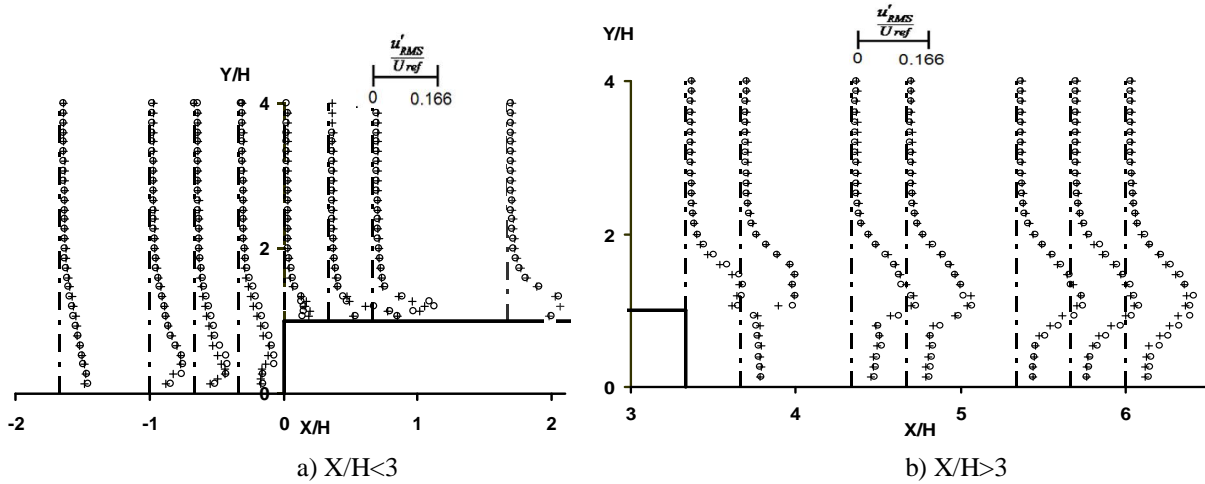 u'RMS
Uref
0 0.166
Y/H
4
2
0
-2 -1 0 1 2
X/H
a) X/H<3
u'RMS
Uref
0 0.166
Y/H
4
2
0
3 4 5 6
X/H
b) X/H>3